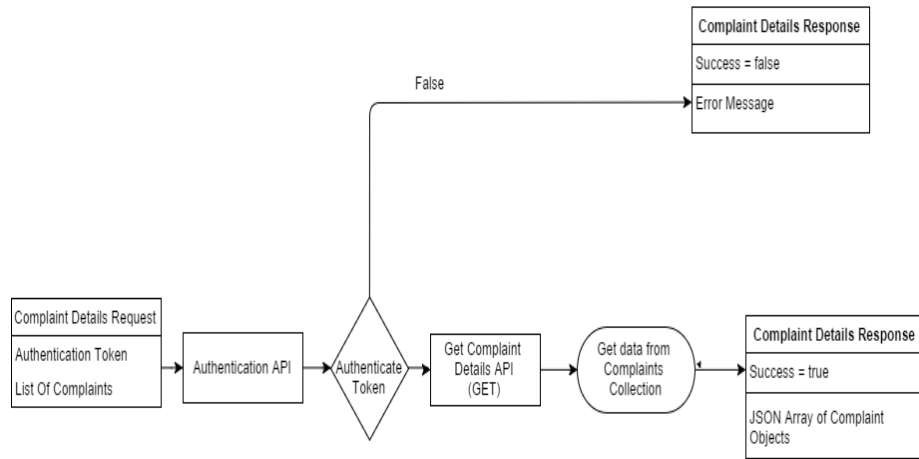 Complaint Details Response
Success = false
Error Message
False
Complaint Details Request
Authentication Token
List Of Complaints
Authentication API
Authenticate
Token
Get Complaint
Details API
(GET)
Get data from
Complaints
Collection
Complaint Details Response
Success = true
JSON Array of Complaint
Objects